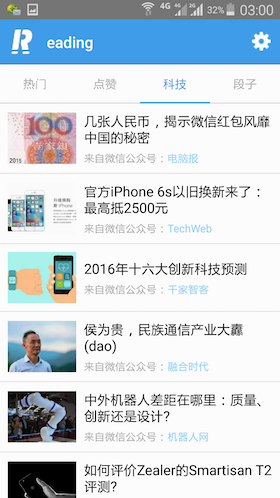 4G 4G 32% 03:00
R eading
热门 点赞 科技 段子
几张人民币，揭示微信红包风靡
中国的秘密
来自微信公众号：电脑报
100
2015
官方iPhone 6s以旧换新来了：
最高抵2500元
来自微信公众号：TechWeb
2016年十六大创新科技预测
来自微信公众号：千家智客
侯为贵，民族通信产业大纛
(dao)
来自微信公众号：融合时代
中外机器人差距在哪里：质量、
创新还是设计？
来自微信公众号：机器人网
如何评价Zealer的Smartisan T2
评测？